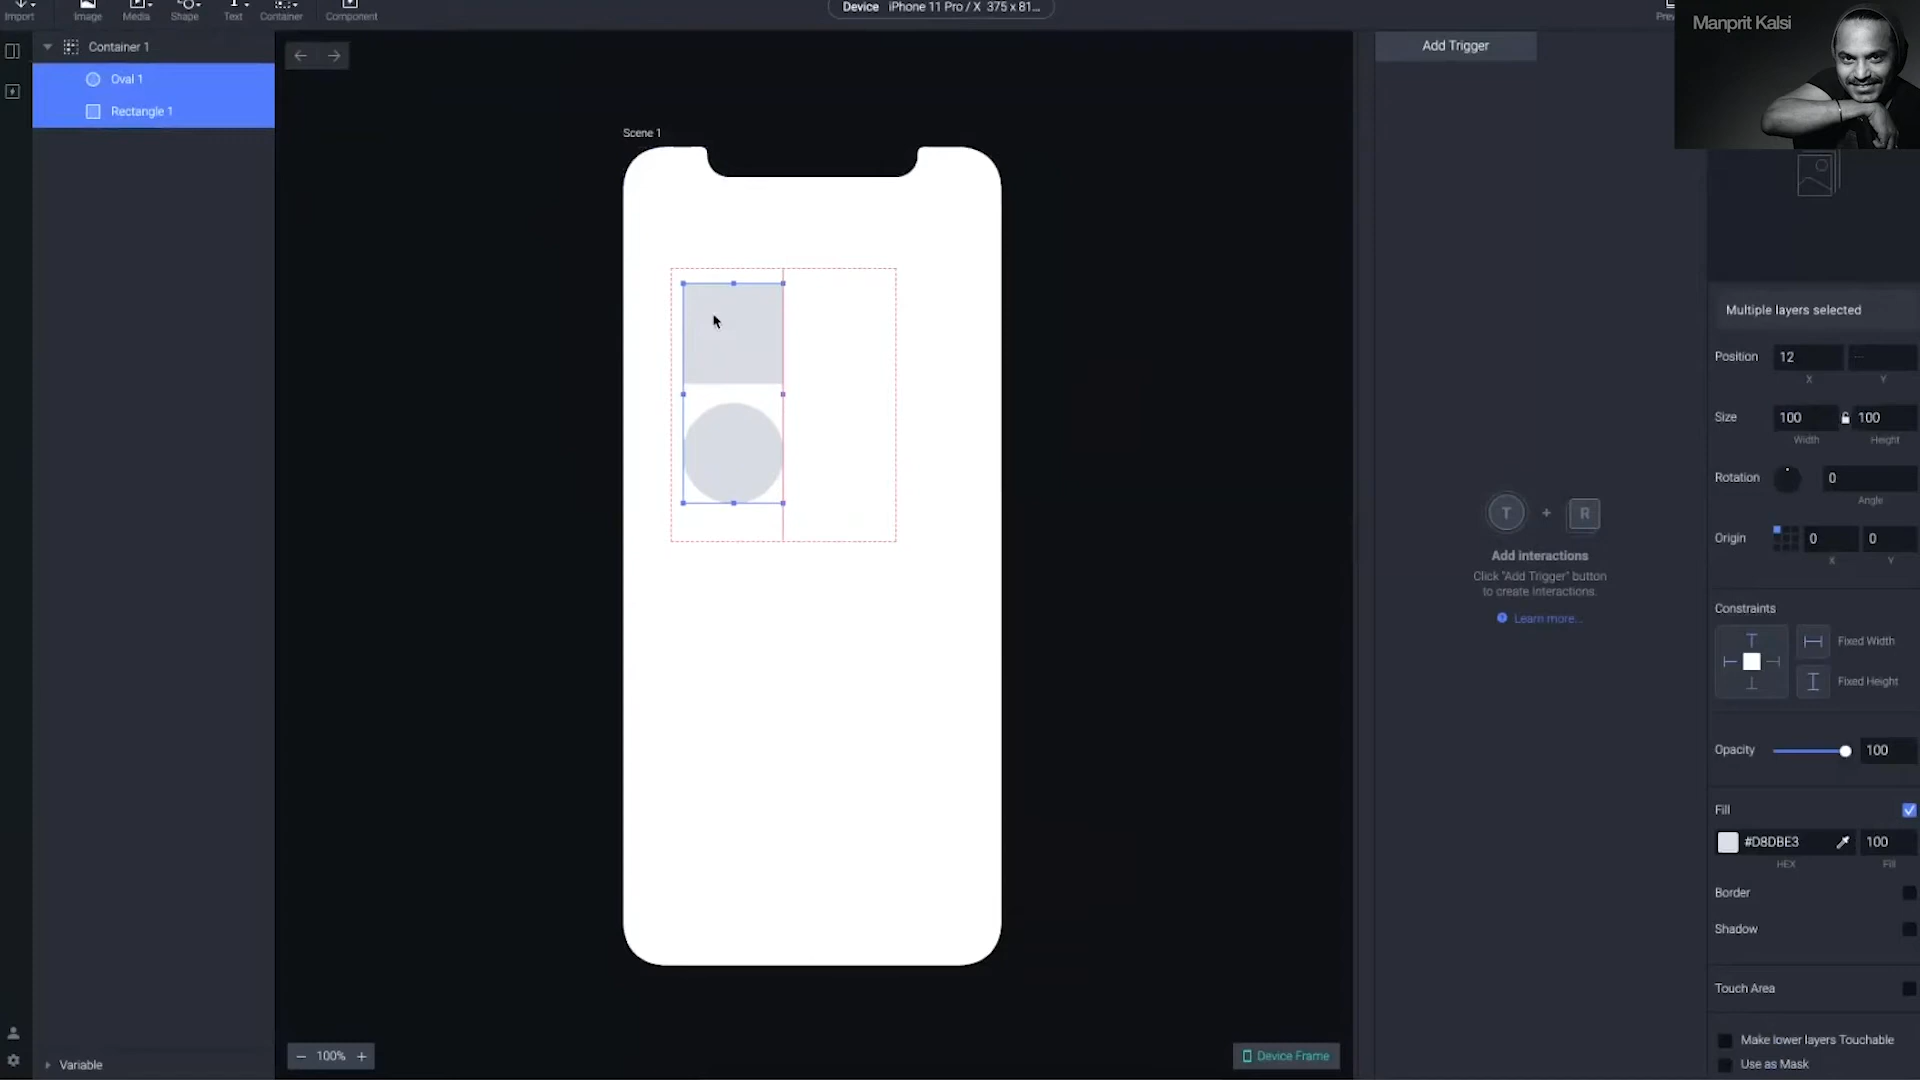 Import
Image
Media
Shape
Text
Container
Component
Device iPhone 11 Pro / X 375 x 81...
Manprit Kalsi
Container 1
Oval 1
Rectangle 1
Add Trigger
Scene 1
Multiple layers selected
Position 12
X Y
Size 100 100
Width Height
Rotation 0
Angle
Origin 0 0
X Y
T + R
Add interactions
Click "Add Trigger" button
to create interactions.
Learn more...
Constraints
Fixed Width
Fixed Height
Opacity 100
Fill
#D8DBE3 100
HEX Fill
Border
Shadow
Touch Area
Make lower layers Touchable
Use as Mask
Variable
100%
Device Frame